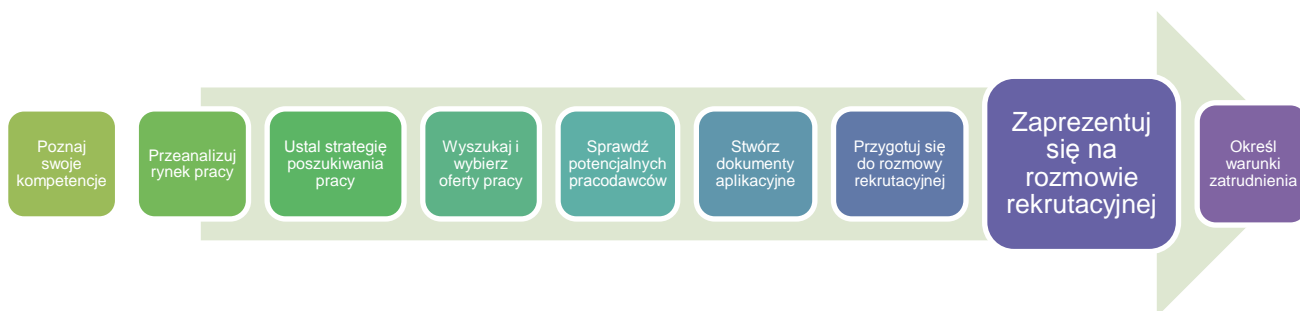 Poznaj
swoje
kompetencje
Przeanalizuj
rynek pracy
Ustal strategię
poszukiwania
pracy
Wyszukaj i
wybierz
oferty pracy
Sprawdź
potencjalnych
pracodawców
Stwórz
dokumenty
aplikacyjne
Przygotuj się
do rozmowy
rekrutacyjnej
Zaprezentuj
się na
rozmowie
rekrutacyjnej
Określ
warunki
zatrudnienia